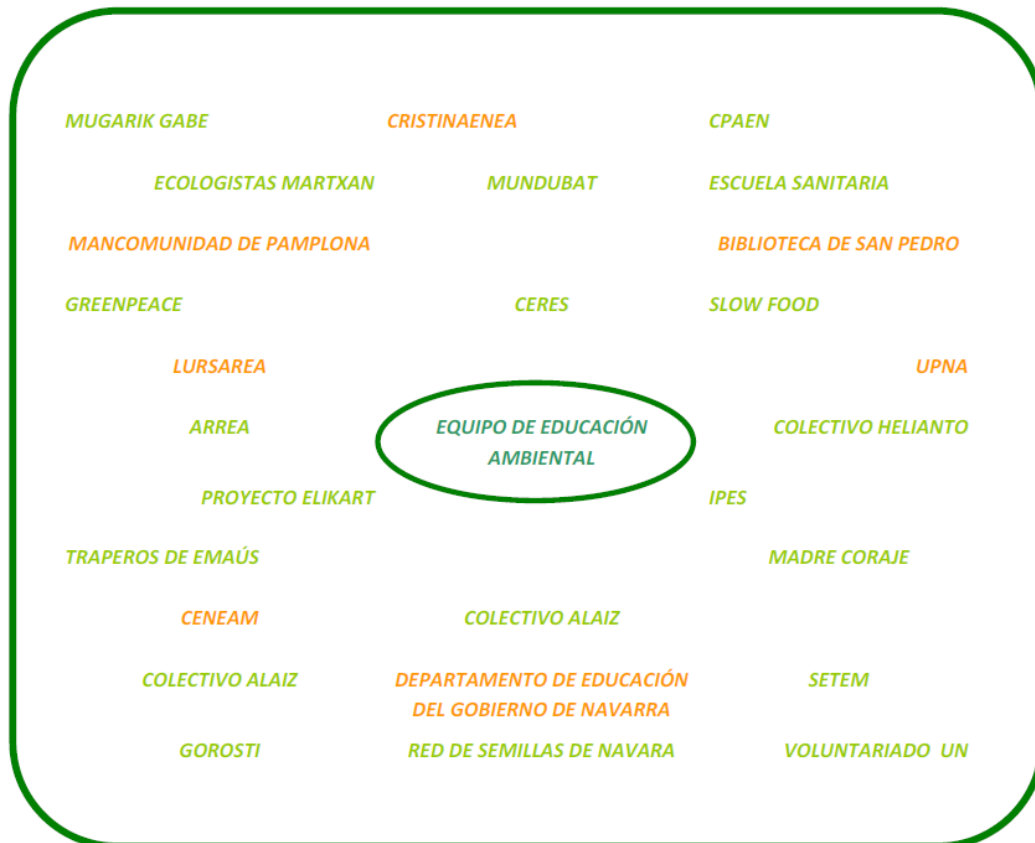 MUGARIK GABE CRISTINAENEA CPAEN
ECOLOGISTAS MARTXAN MUNDUBAT ESCUELA SANITARIA
MANCOMUNIDAD DE PAMPLONA BIBLIOTECA DE SAN PEDRO
GREENPEACE CERES SLOW FOOD
LURSAREA UPNA
ARREA EQUIPO DE EDUCACIÓN COLECTIVO HELIANTO
AMBIENTAL
PROYECTO ELIKART IPES
TRAPEROS DE EMAÚS MADRE CORAJE
CENEAM COLECTIVO ALAIZ
COLECTIVO ALAIZ DEPARTAMENTO DE EDUCACIÓN SETEM
DEL GOBIERNO DE NAVARRA
GOROSTI RED DE SEMILLAS DE NAVARA VOLUNTARIADO UN